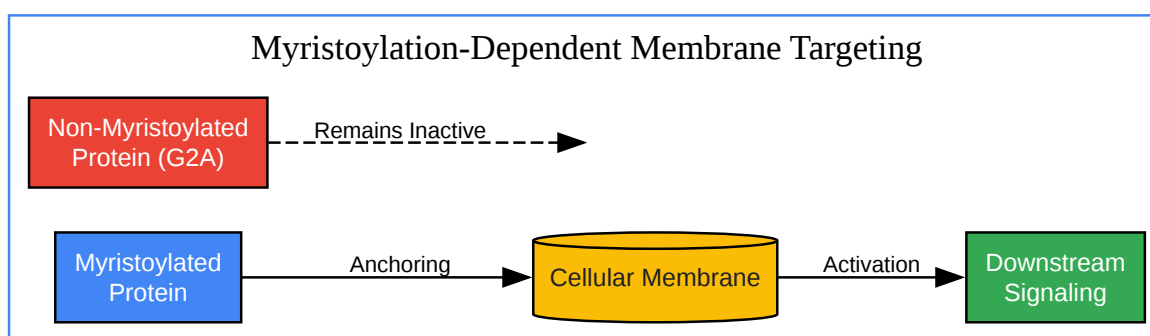 Myristoylation-Dependent Membrane Targeting
Non-Myristoylated
Protein (G2A)
Remains Inactive
Myristoylated
Protein
Anchoring
Cellular Membrane
Activation
Downstream
Signaling